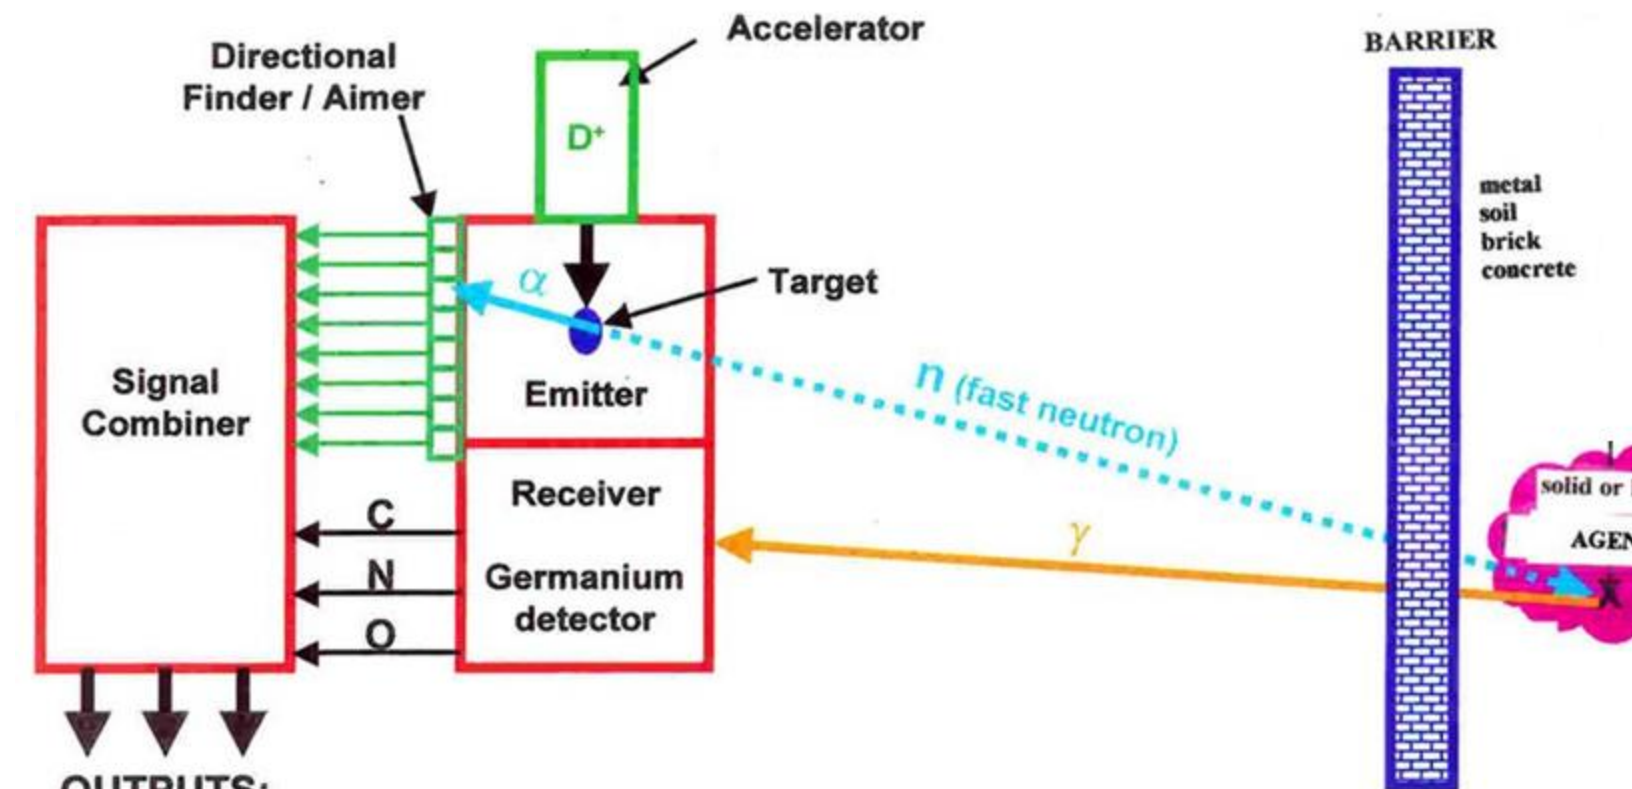 Accelerator
Directional
Finder / Aimer
BARRIER
D+
metal
soil
brick
concrete
α
Target
Signal
Combiner
Emitter
n (fast neutron)
Receiver
solid or
C
γ
AGEN
N
Germanium
detector
X
O
OUTPUTS: